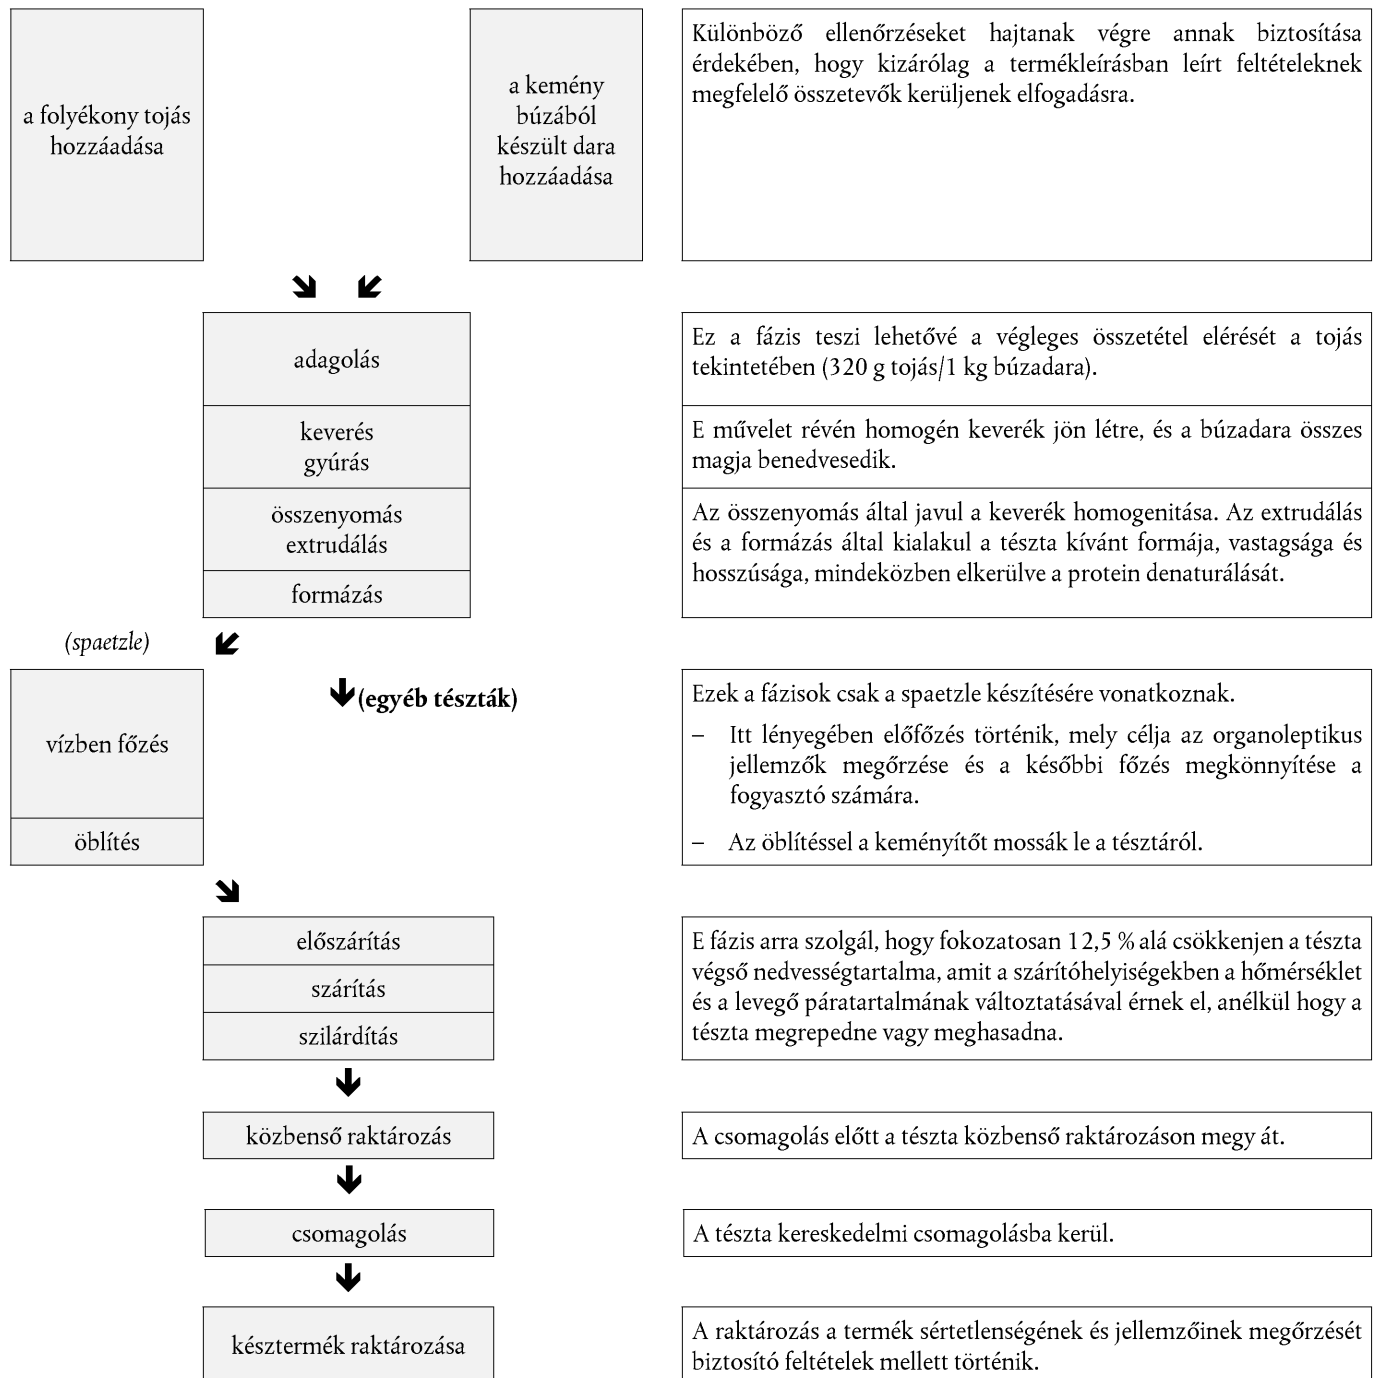 a folyékony tojás
hozzáadása
a kemény
búzából
készült dara
hozzáadása
Különböző ellenőrzéseket hajtanak végre annak biztosítása
érdekében, hogy kizárólag a termékleírásban leírt feltételeknek
megfelelő összetevők kerüljenek elfogadásra.
adagolás
Ez a fázis teszi lehetővé a végleges összetétel elérését a tojás
tekintetében (320 g tojás/1 kg búzadara).
keverés
gyúrás
E művelet révén homogén keverék jön létre, és a búzadara összes
magja benedvesedik.
összenyomás
extrudálás
formázás
Az összenyomás által javul a keverék homogenitása. Az extrudálás
és a formázás által kialakul a tészta kívánt formája, vastagsága és
hosszúsága, mindeközben elkerülve a protein denaturálását.
(spaetzle)
(egyéb tészták)
vízben főzés
öblítés
Ezek a fázisok csak a spaetzle készítésére vonatkoznak.
– Itt lényegében előfőzés történik, mely célja az organoleptikus
jellemzők megőrzése és a későbbi főzés megkönnyítése a
fogyasztó számára.
– Az öblítéssel a keményítőt mossák le a tésztáról.
előszárítás
szárítás
szilárdítás
E fázis arra szolgál, hogy fokozatosan 12,5 % alá csökkenjen a tészta
végső nedvességtartalma, amit a szárítóhelyiségekben a hőmérséklet
és a levegő páratartalmának változtatásával érnek el, anélkül hogy a
tészta megrepedne vagy meghasadna.
közbenső raktározás
A csomagolás előtt a tészta közbenső raktározáson megy át.
csomagolás
A tészta kereskedelmi csomagolásba kerül.
késztermék raktározása
A raktározás a termék sértetlenségének és jellemzőinek megőrzését
biztosító feltételek mellett történik.